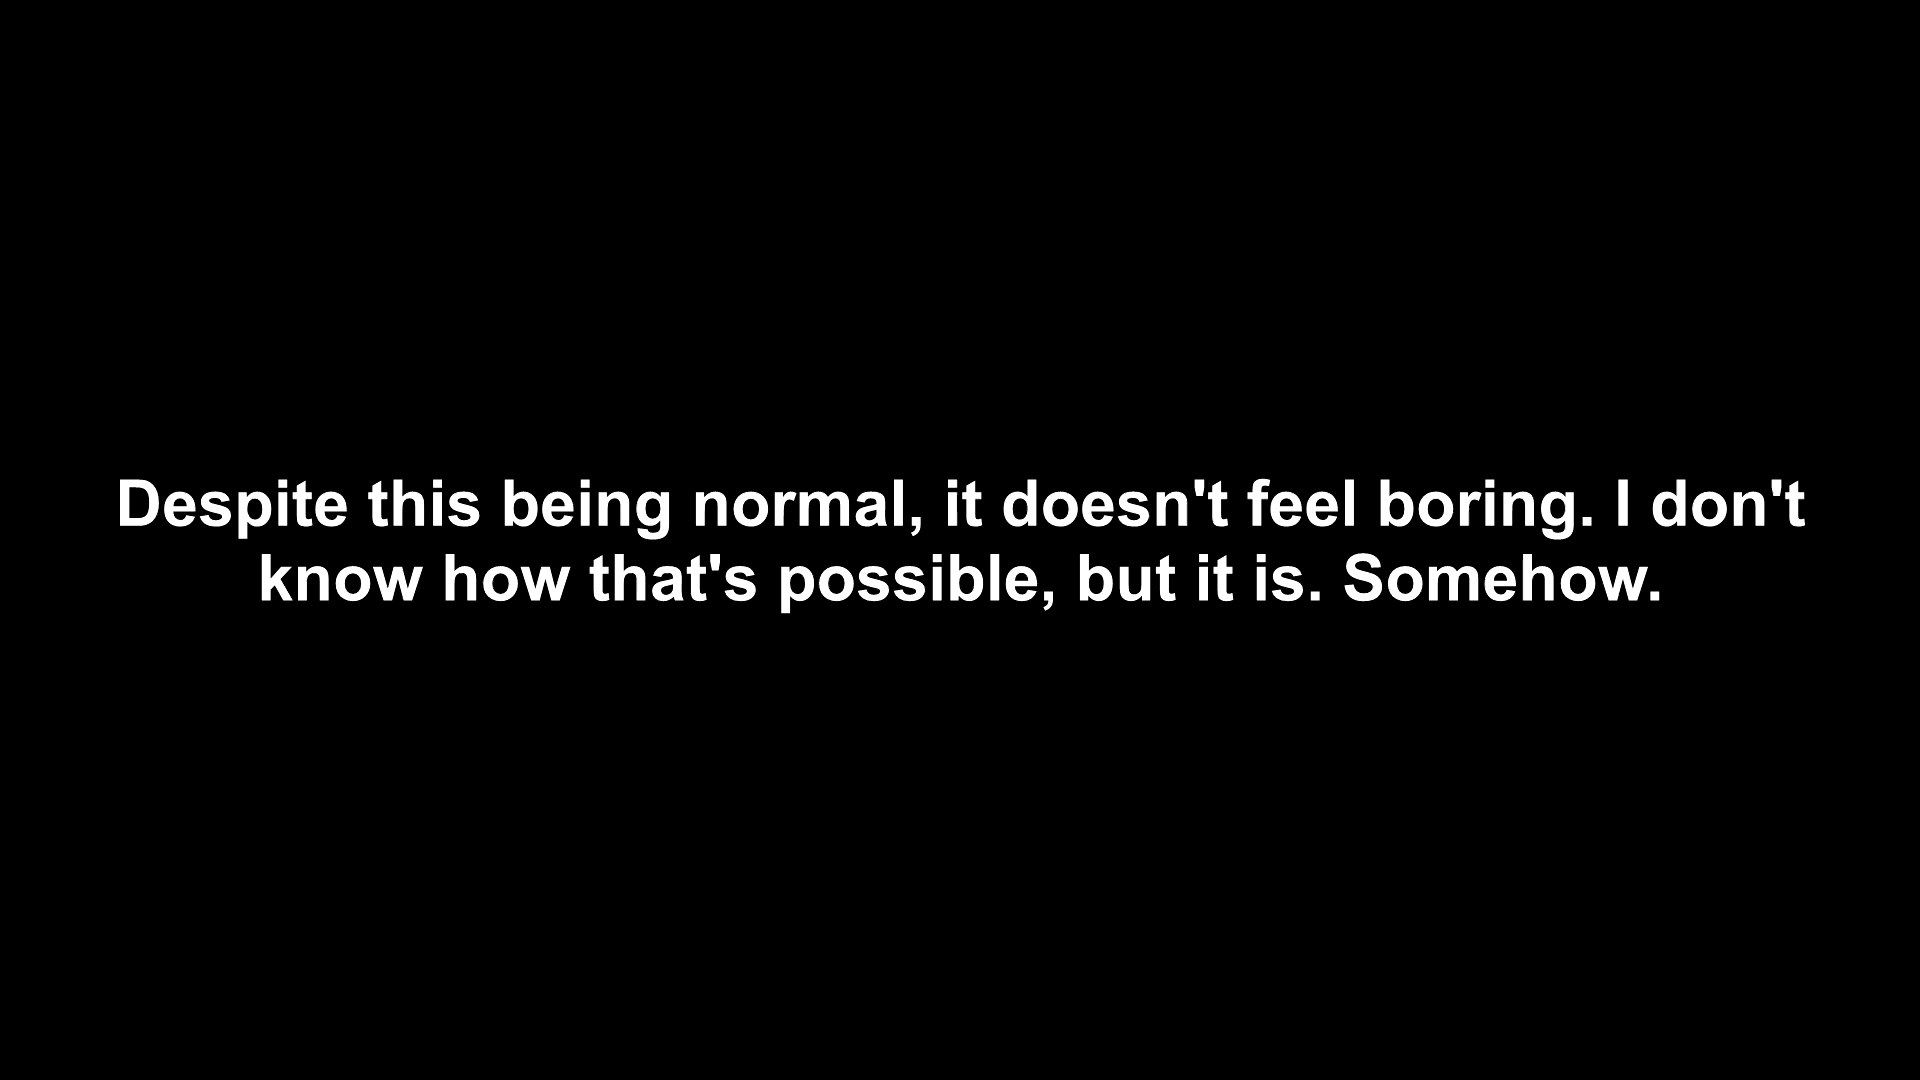 Despite this being normal, it doesn't feel boring. I don't
know how that's possible, but it is. Somehow.